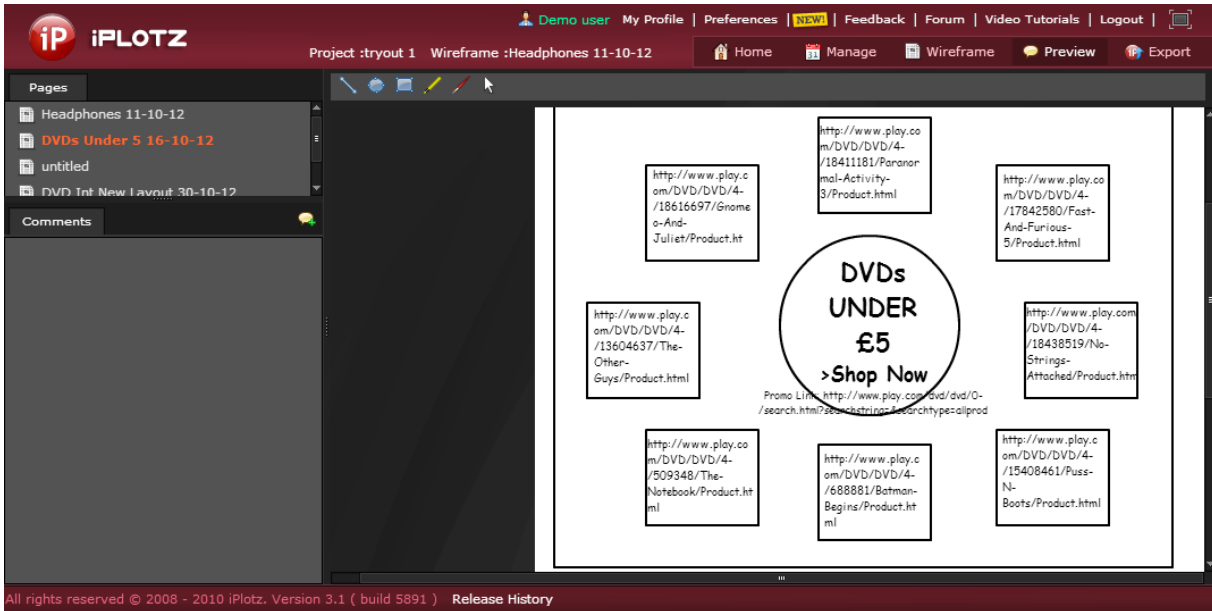 iP iPLOTZ
Demo user My Profile | Preferences | NEW! | Feedback | Forum | Video Tutorials | Logout |
Project :tryout 1 Wireframe :Headphones 11-10-12
Home Manage Wireframe Preview Export
Pages
Headphones 11-10-12
DVDs Under 5 16-10-12
untitled
DVD Int New Layout 30-10-12
Comments
http://www.play.co
m/DVD/DVD/4-
/18411181/Paranor
mal-Activity-
3/Product.html
http://www.play.c
om/DVD/DVD/4-
/18616697/Gnome
o-And-
Juliet/Product.ht
http://www.play.co
m/DVD/DVD/4-
/17842580/Fast-
And-Furious-
5/Product.html
DVDs
UNDER
£5
>Shop Now
Promo Link: http://www.play.com/dvd/dvd/0-
/search.html?searchstring=&searchtype=allprod
http://www.play.c
om/DVD/DVD/4-
/13604637/The-
Other-
Guys/Product.html
http://www.play.com
/DVD/DVD/4-
/18438519/No-
Strings-
Attached/Product.htm
http://www.play.co
m/DVD/DVD/4-
/509348/The-
Notebook/Product.ht
ml
http://www.play.c
om/DVD/DVD/4-
/688881/Batman-
Begins/Product.ht
ml
http://www.play.c
om/DVD/DVD/4-
/15408461/Puss-
N-
Boots/Product.html
All rights reserved © 2008 - 2010 iPlotz. Version 3.1 ( build 5891 ) Release History